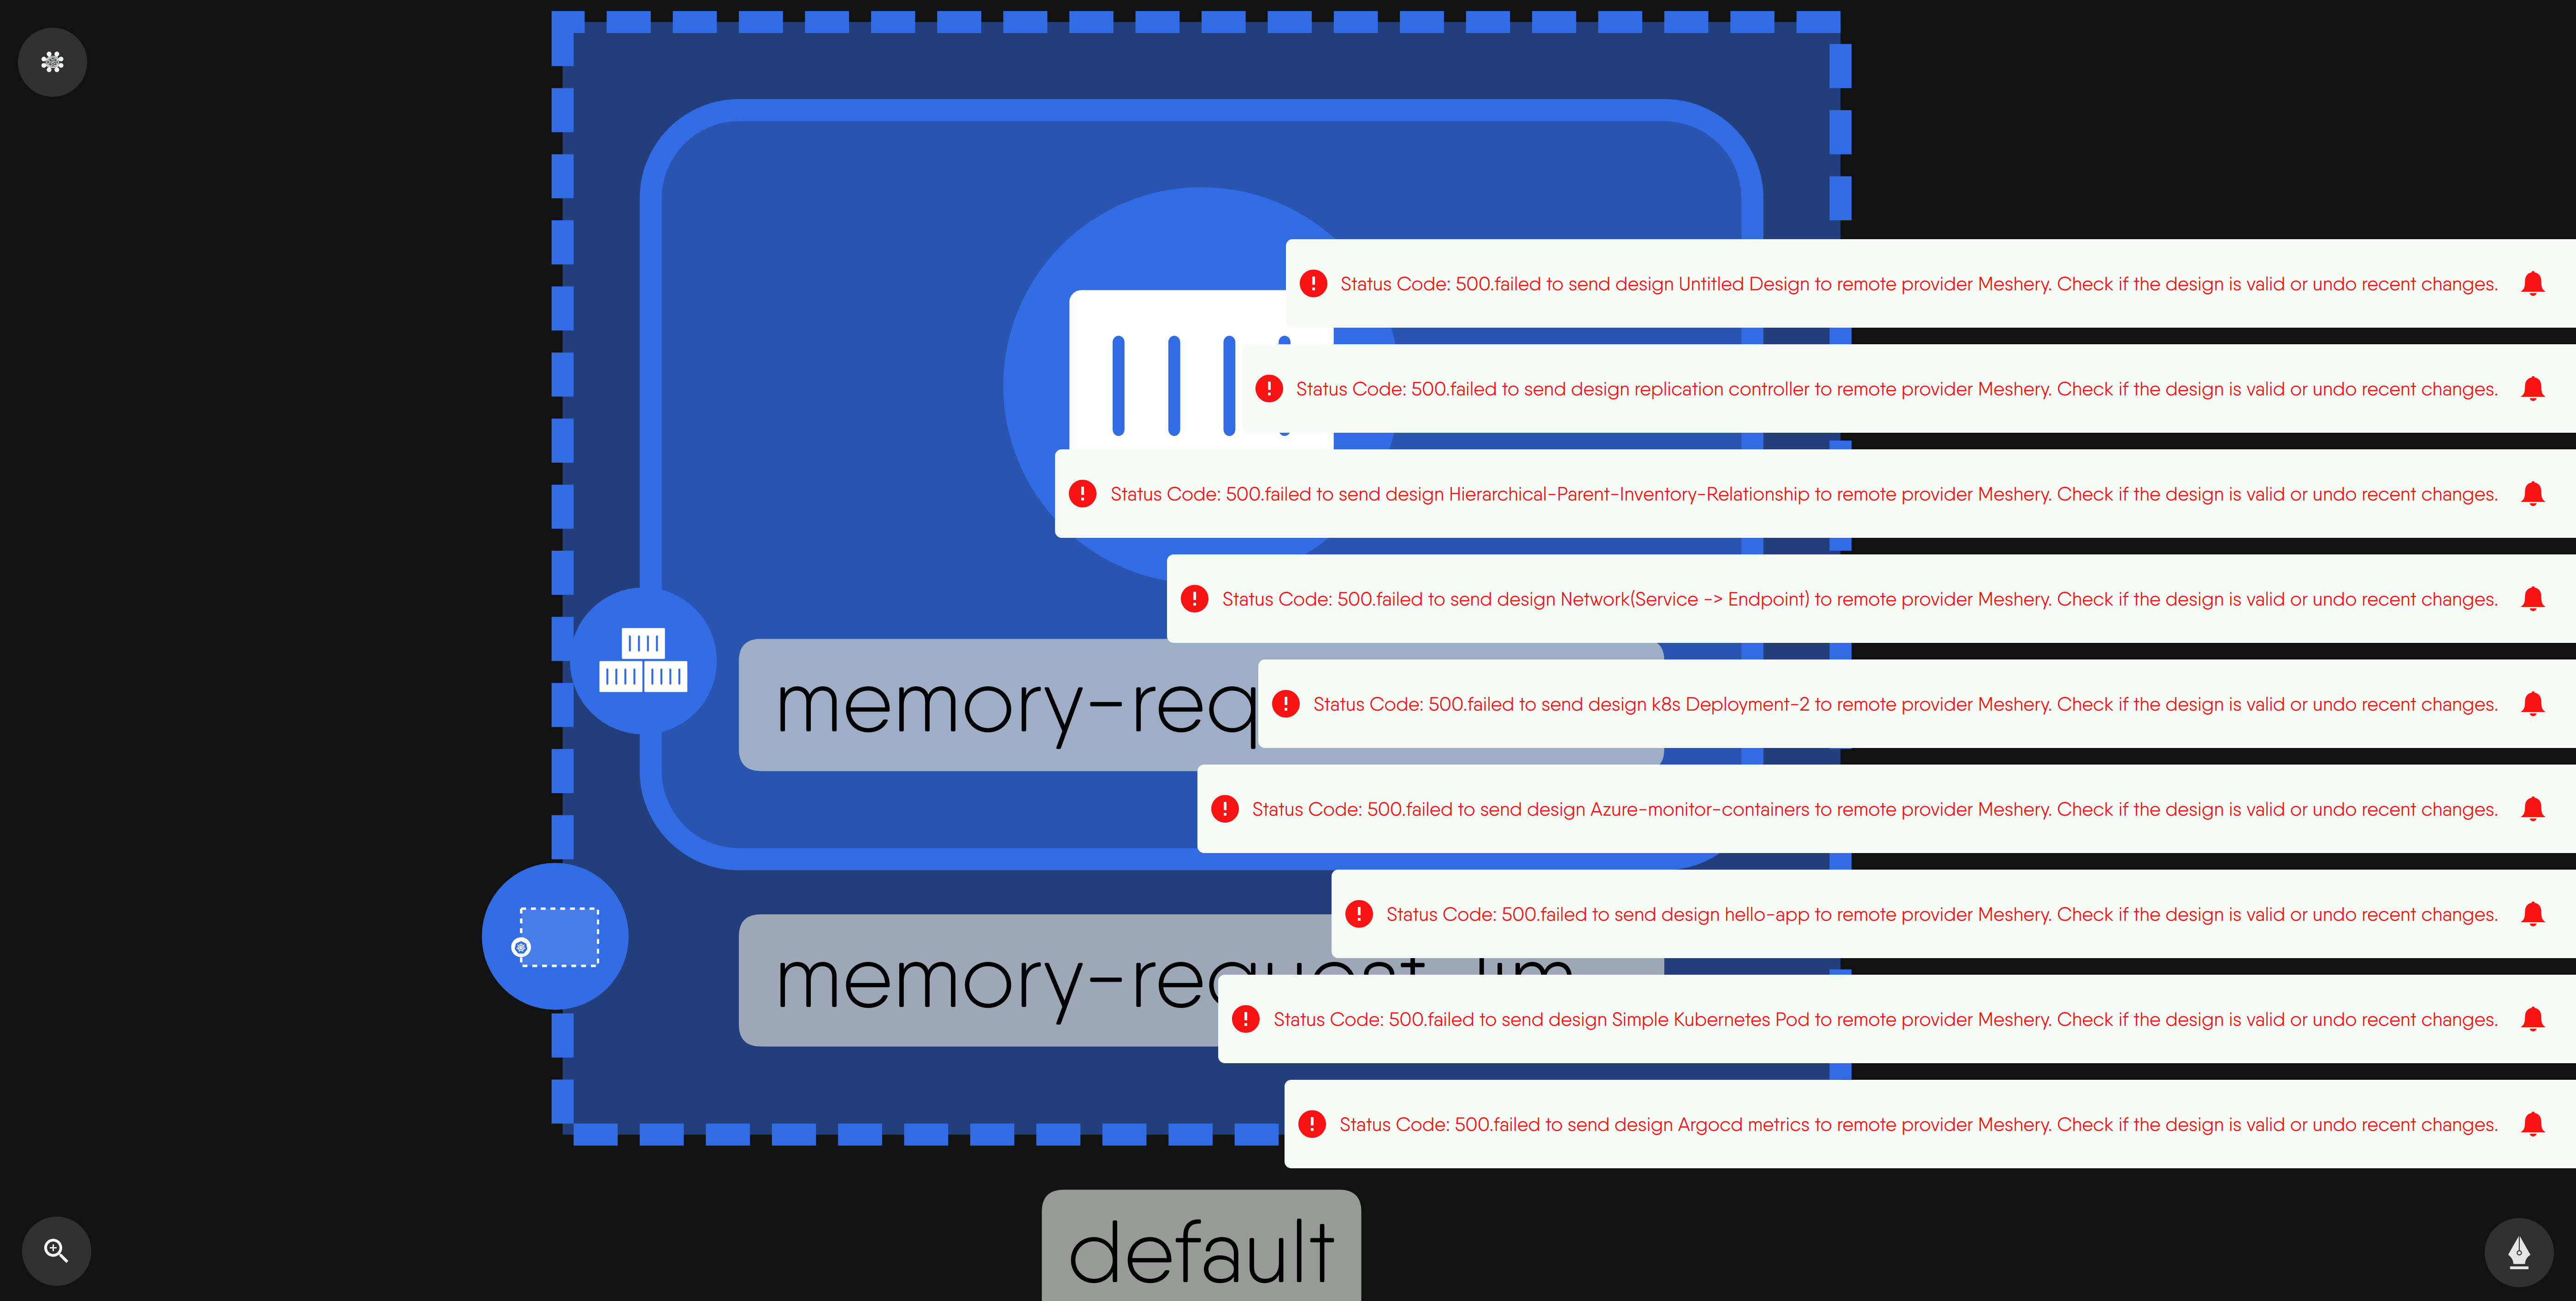 Status Code: 500.failed to send design Untitled Design to remote provider Meshery. Check if the design is valid or undo recent changes.
Status Code: 500.failed to send design replication controller to remote provider Meshery. Check if the design is valid or undo recent changes.
Status Code: 500.failed to send design Hierarchical-Parent-Inventory-Relationship to remote provider Meshery. Check if the design is valid or undo recent changes.
Status Code: 500.failed to send design Network(Service -> Endpoint) to remote provider Meshery. Check if the design is valid or undo recent changes.
memory-req
Status Code: 500.failed to send design k8s Deployment-2 to remote provider Meshery. Check if the design is valid or undo recent changes.
Status Code: 500.failed to send design Azure-monitor-containers to remote provider Meshery. Check if the design is valid or undo recent changes.
Status Code: 500.failed to send design hello-app to remote provider Meshery. Check if the design is valid or undo recent changes.
memory-request-lim
Status Code: 500.failed to send design Simple Kubernetes Pod to remote provider Meshery. Check if the design is valid or undo recent changes.
Status Code: 500.failed to send design Argocd metrics to remote provider Meshery. Check if the design is valid or undo recent changes.
default